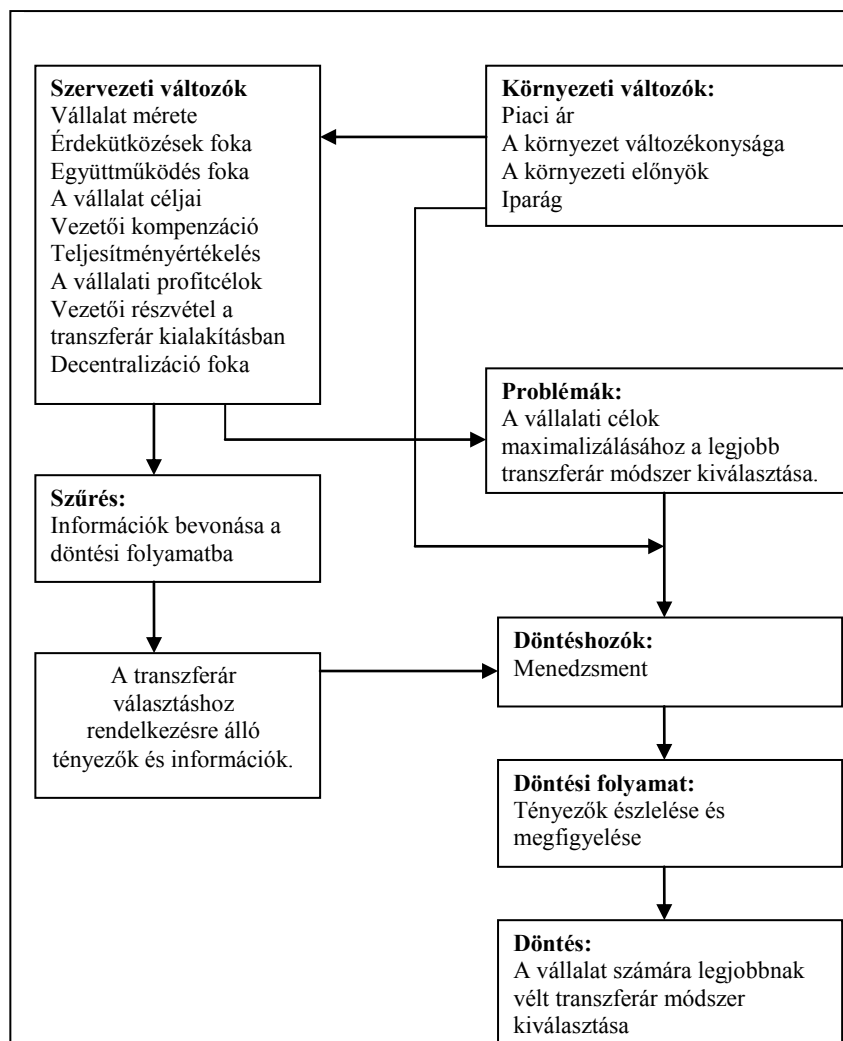 Szervezeti változók
Vállalat mérete
Érdekütközések foka
Együttműködés foka
A vállalat céljai
Vezetői kompenzáció
Teljesítményértékelés
A vállalati profitcélok
Vezetői részvétel a
transzferár kialakításban
Decentralizáció foka
Környezeti változók:
Piaci ár
A környezet változékonysága
A környezeti előnyök
Iparág
Problémák:
A vállalati célok
maximalizálásához a legjobb
transzferár módszer kiválasztása.
Szűrés:
Információk bevonása a
döntési folyamatba
A transzferár
választáshoz
rendelkezésre álló
tényezők és információk.
Döntéshozók:
Menedzsment
Döntési folyamat:
Tényezők észlelése és
megfigyelése
Döntés:
A vállalat számára legjobbnak
vélt transzferár módszer
kiválasztása